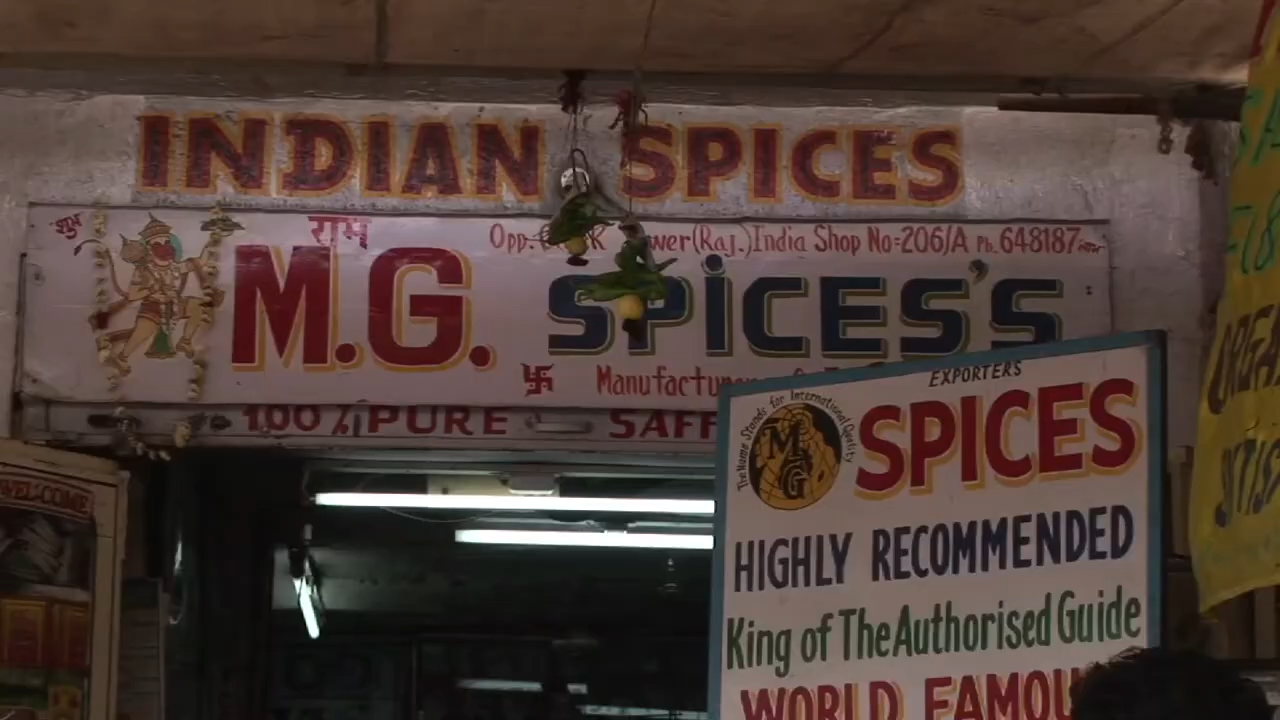 INDIAN SPICES
शुभ
राम
Opp. Tower(Raj.)India Shop No=206/A Ph. 648187
M.G. SPiCES'S
100% PURE SAFF
WELCOME
EXPORTERS
The Name Stands for International Quality
MG
SPICES
HIGHLY RECOMMENDED
King of The Authorised Guide
WORLD FAMOU